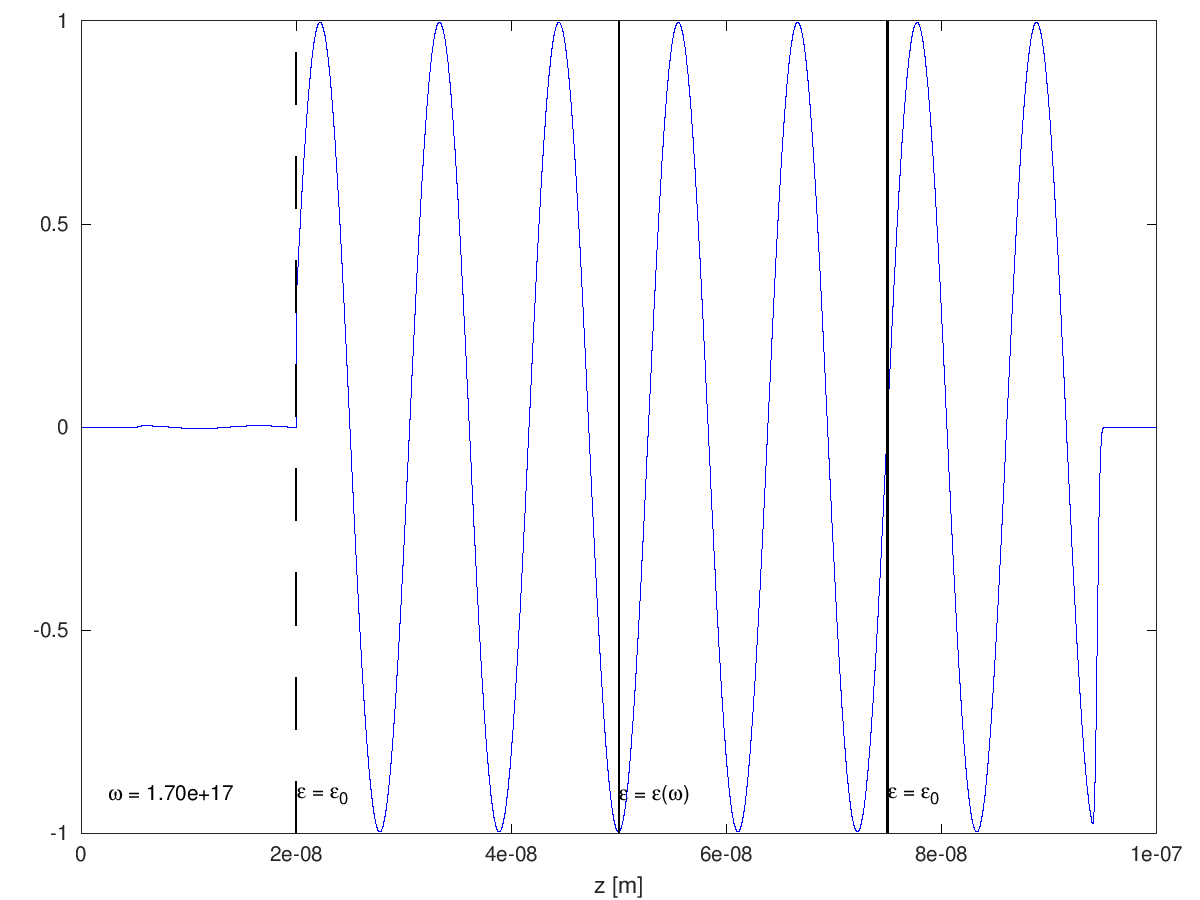 1
0.5
0
-0.5
-1
ω = 1.70e+17
ε = ε0
ε = ε(ω)
ε = ε0
0
2e-08
4e-08
6e-08
8e-08
1e-07
z [m]